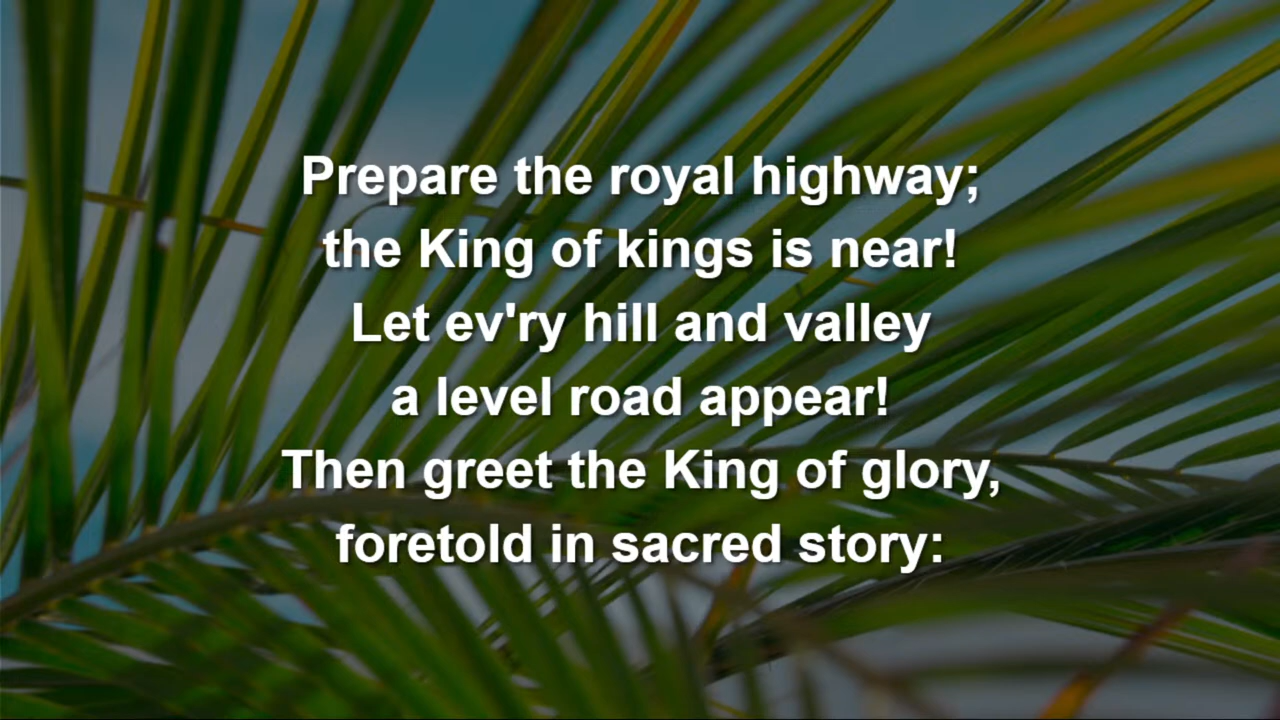 Prepare the royal highway;
the King of kings is near!
Let ev'ry hill and valley
a level road appear!
Then greet the King of glory,
foretold in sacred story: